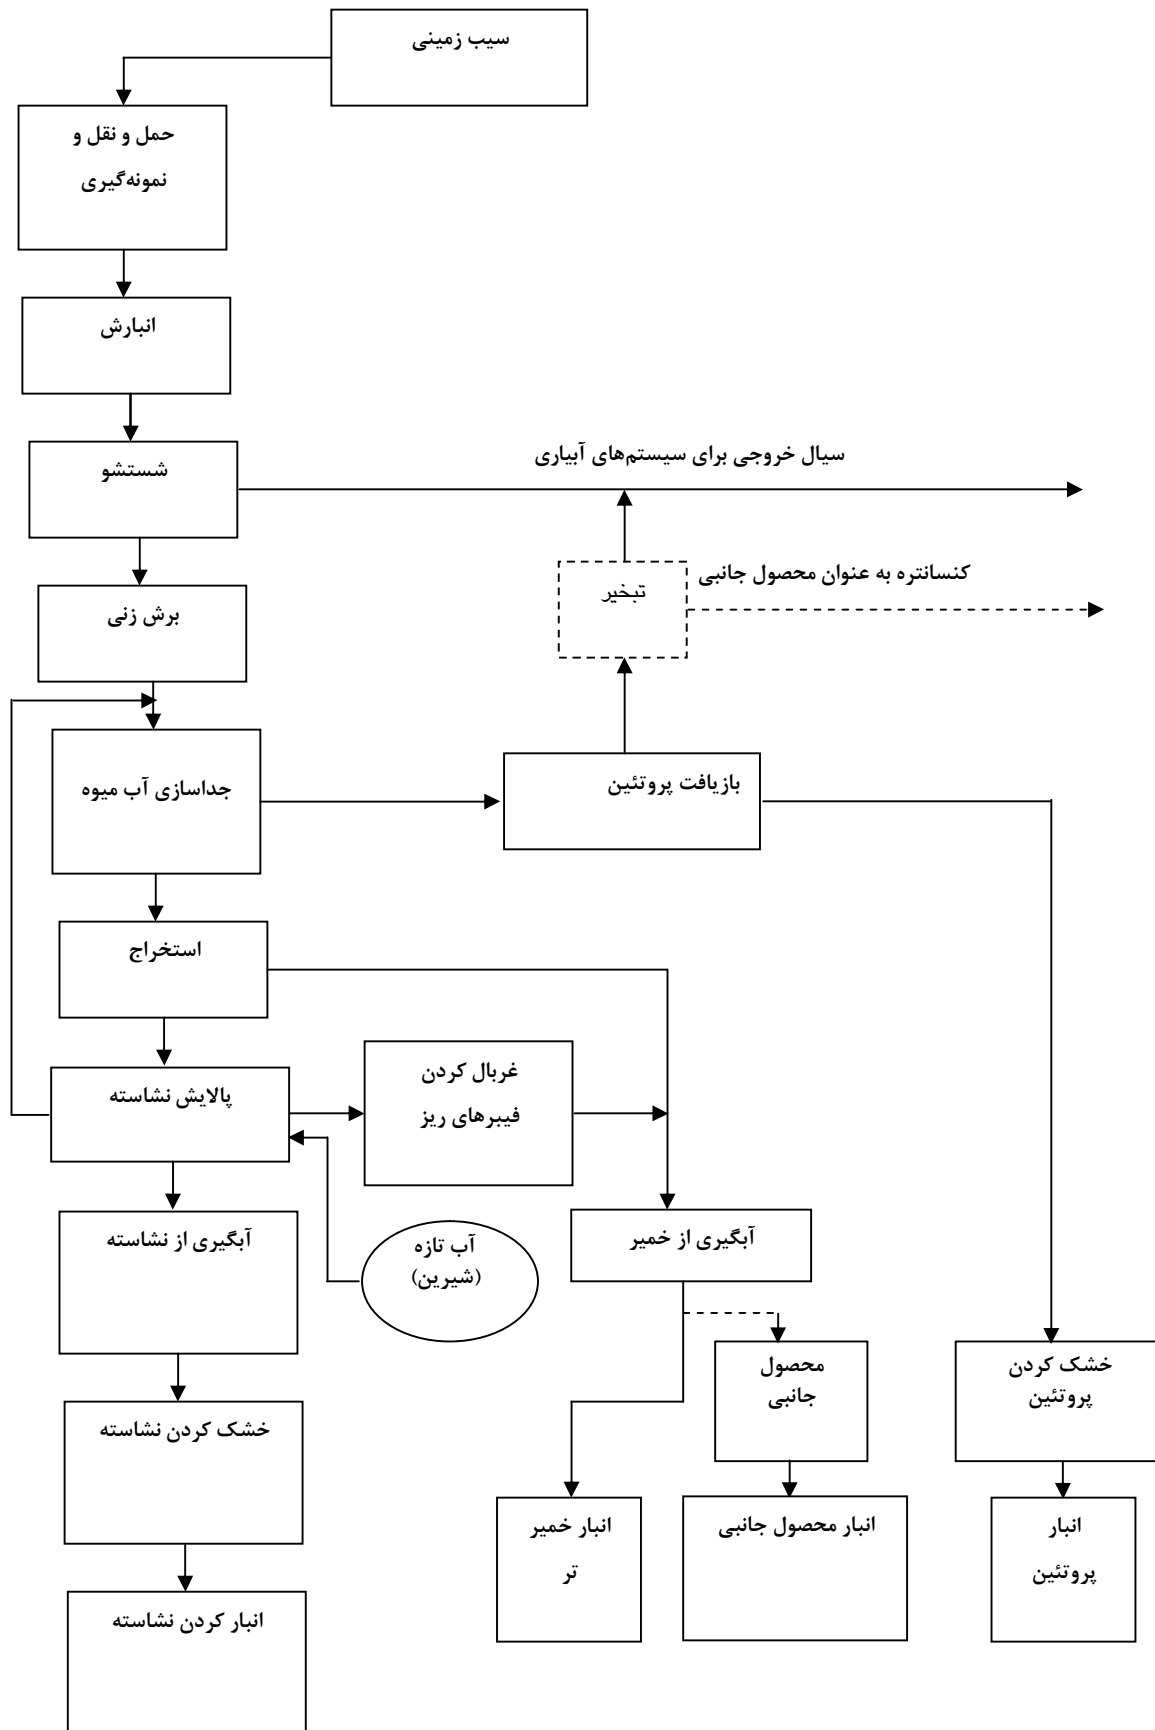 سیب زمینی
حمل و نقل و
نمونه‌گیری
انبارش
شستشو
سیال خروجی برای سیستم‌های آبیاری
تبخیر
کنسانتره به عنوان محصول جانبی
برش زنی
جداسازی آب میوه
بازیافت پروتئین
استخراج
پالایش نشاسته
غربال کردن
فیبرهای ریز
آبگیری از نشاسته
آب تازه
(شیرین)
آبگیری از خمیر
محصول
جانبی
خشک کردن
پروتئین
خشک کردن نشاسته
انبار خمیر
تر
انبار محصول جانبی
انبار
پروتئین
انبار کردن نشاسته